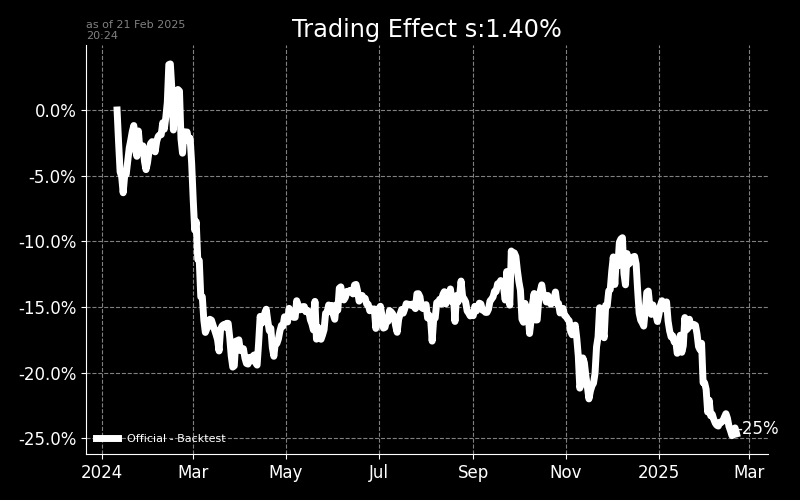 as of 21 Feb 2025
20:24
Trading Effect s:1.40%
0.0%
-5.0%
-10.0%
-15.0%
-20.0%
-25.0%
Official - Backtest
-25%
2024 Mar May Jul Sep Nov 2025 Mar